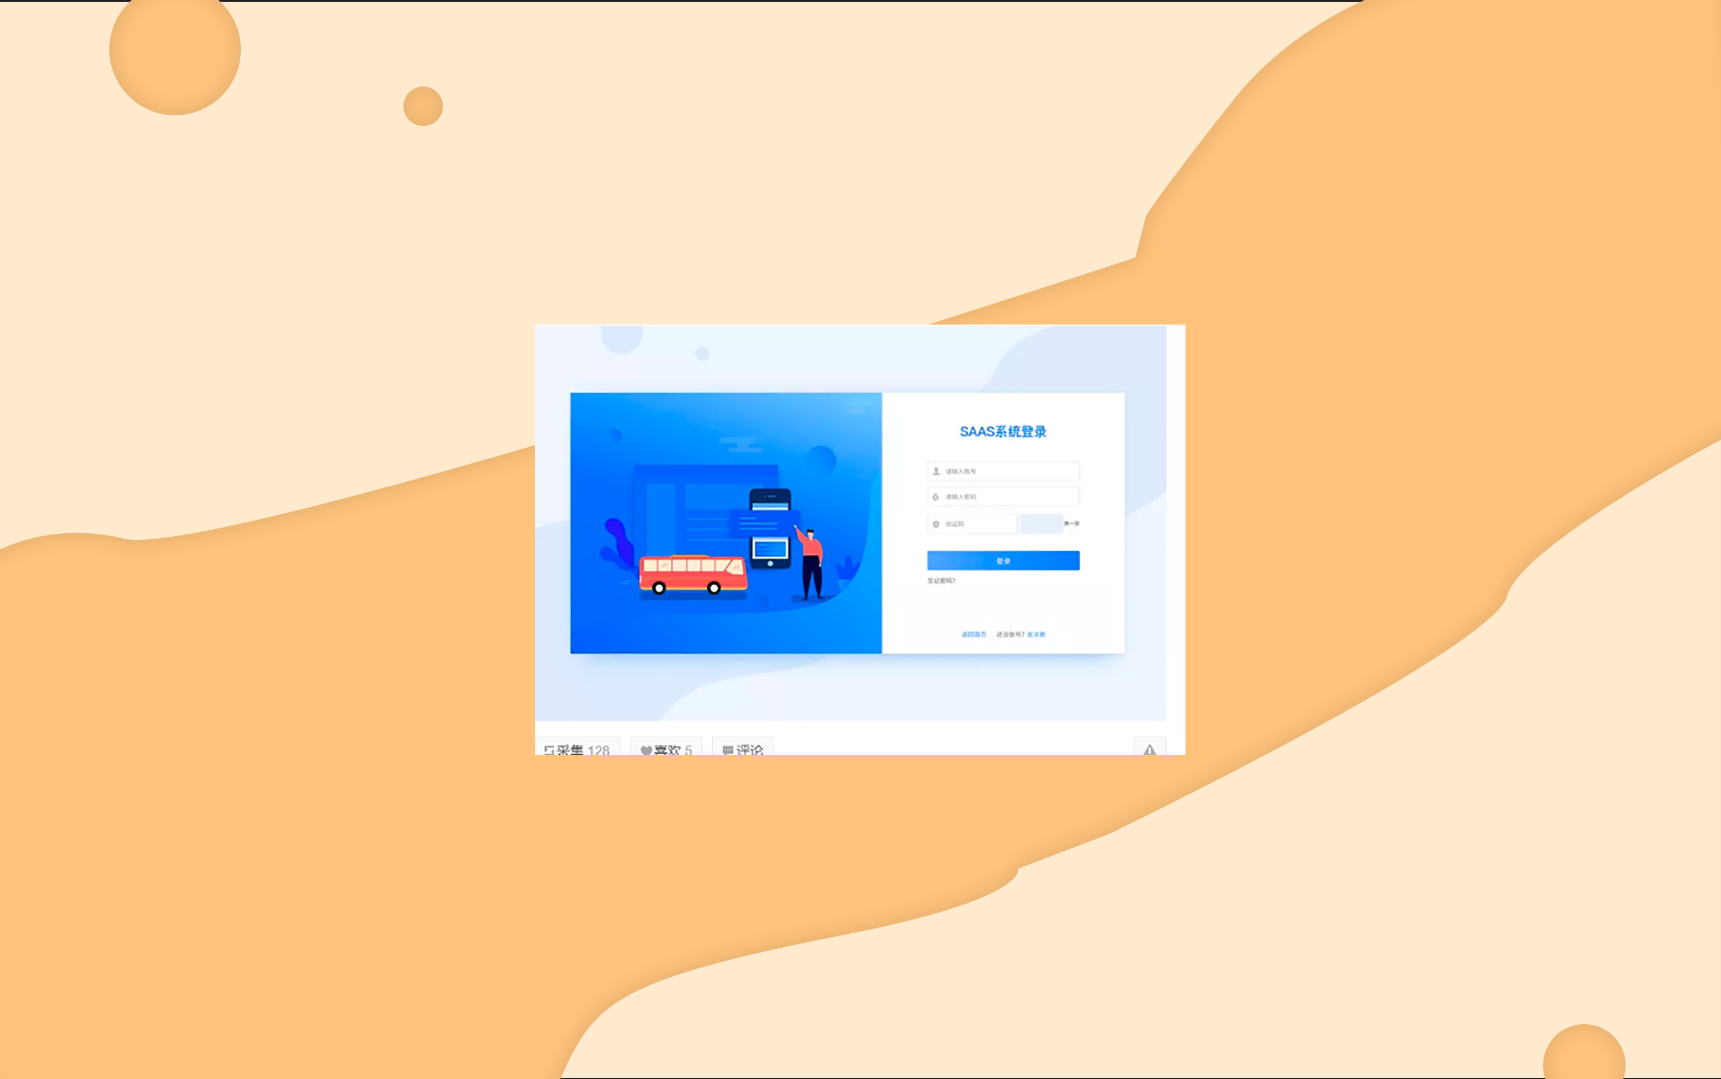 SAAS系统登录
请输入账号
请输入密码
验证码
换一张
登录
忘记密码?
返回首页 还没账号? 去注册
采集 128 喜欢 5 评论